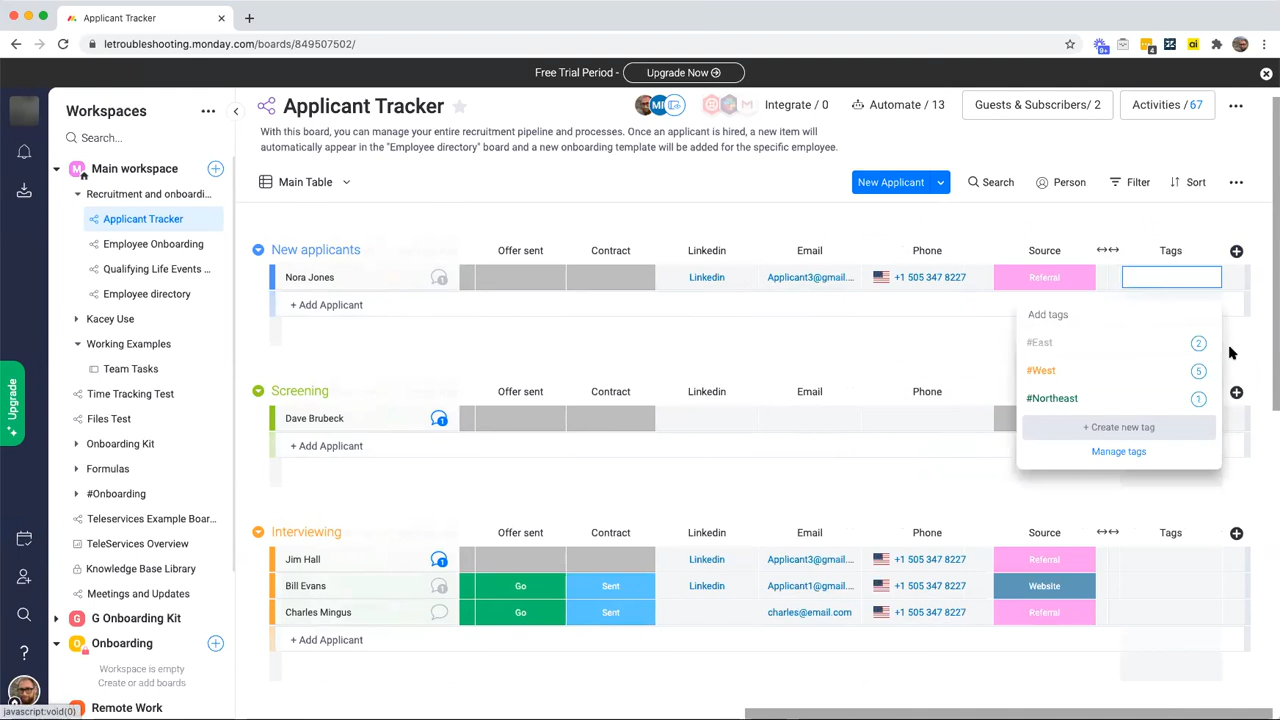 Applicant Tracker
letroubleshooting.monday.com/boards/849507502/
9+
4
ai
Free Trial Period -
Upgrade Now
Workspaces
Search...
M
Main workspace
Recruitment and onboardi...
Applicant Tracker
Employee Onboarding
Qualifying Life Events ...
Employee directory
Kacey Use
Working Examples
Team Tasks
Time Tracking Test
Files Test
Onboarding Kit
Formulas
#Onboarding
Teleservices Example Boar...
TeleServices Overview
Knowledge Base Library
Meetings and Updates
G
G Onboarding Kit
O
Onboarding
Workspace is empty
Create or add boards
Remote Work
Upgrade
?
javascript:void(0)
Applicant Tracker
Integrate / 0
Automate / 13
Guests & Subscribers/ 2
Activities / 67
With this board, you can manage your entire recruitment pipeline and processes. Once an applicant is hired, a new item will
automatically appear in the "Employee directory" board and a new onboarding template will be added for the specific employee.
Main Table
New Applicant
Search
Person
Filter
Sort
New applicants
Offer sent
Contract
Linkedin
Email
Phone
Source
Tags
Nora Jones
1
Linkedin
Applicant3@gmail....
+1 505 347 8227
Referral
+ Add Applicant
Add tags
#East
2
#West
5
#Northeast
1
+ Create new tag
Manage tags
Screening
Offer sent
Contract
Linkedin
Email
Phone
Dave Brubeck
1
+ Add Applicant
Interviewing
Offer sent
Contract
Linkedin
Email
Phone
Source
Tags
Jim Hall
1
Linkedin
Applicant3@gmail....
+1 505 347 8227
Referral
Bill Evans
1
Go
Sent
Linkedin
Applicant1@gmail....
+1 505 347 8227
Website
Charles Mingus
Go
Sent
charles@email.com
+1 505 347 8227
Referral
+ Add Applicant